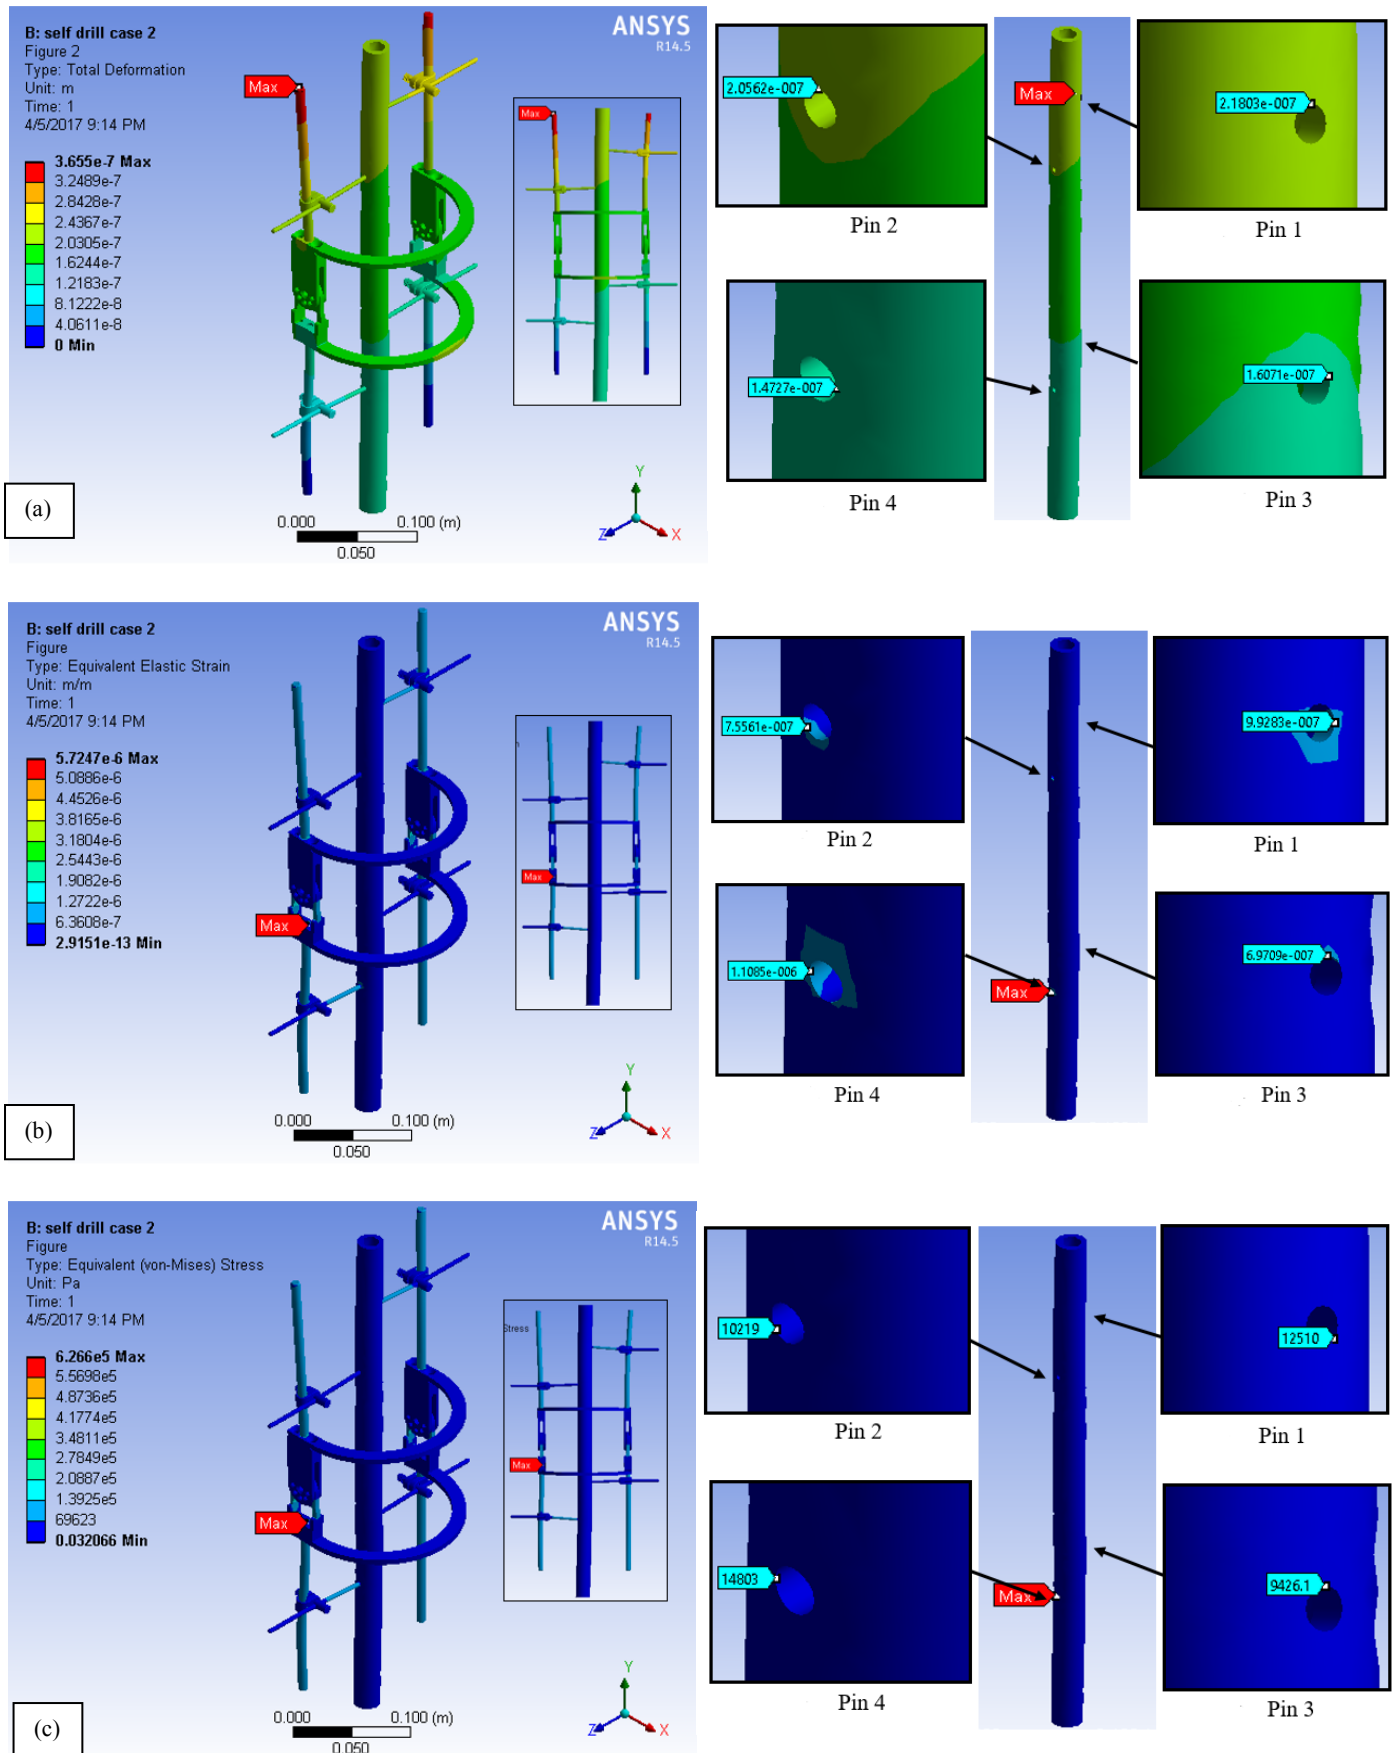 B: self drill case 2
Figure 2
Type: Total Deformation
Unit: m
Time: 1
4/5/2017 9:14 PM
3.655e-7 Max
3.2489e-7
2.8428e-7
2.4367e-7
2.0305e-7
1.6244e-7
1.2183e-7
8.1222e-8
4.0611e-8
0 Min
ANSYS
R14.5
Max
Max
0.000
0.100 (m)
0.050
Y
Z
X
(a)
2.0562e-007
Pin 2
Max
2.1803e-007
Pin 1
1.4727e-007
Pin 4
1.6071e-007
Pin 3
B: self drill case 2
Figure
Type: Equivalent Elastic Strain
Unit: m/m
Time: 1
4/5/2017 9:14 PM
5.7247e-6 Max
5.0886e-6
4.4526e-6
3.8165e-6
3.1804e-6
2.5443e-6
1.9082e-6
1.2722e-6
6.3608e-7
2.9151e-13 Min
ANSYS
R14.5
Max
Max
0.000
0.100 (m)
0.050
Y
Z
X
(b)
7.5561e-007
Pin 2
9.9283e-007
Pin 1
1.1085e-006
Pin 4
Max
6.9709e-007
Pin 3
B: self drill case 2
Figure
Type: Equivalent (von-Mises) Stress
Unit: Pa
Time: 1
4/5/2017 9:14 PM
6.266e5 Max
5.5698e5
4.8736e5
4.1774e5
3.4811e5
2.7849e5
2.0887e5
1.3925e5
69623
0.032066 Min
ANSYS
R14.5
Stress
Max
Max
0.000
0.100 (m)
0.050
Y
Z
X
(c)
10219
Pin 2
12510
Pin 1
14803
Pin 4
Max
9426.1
Pin 3